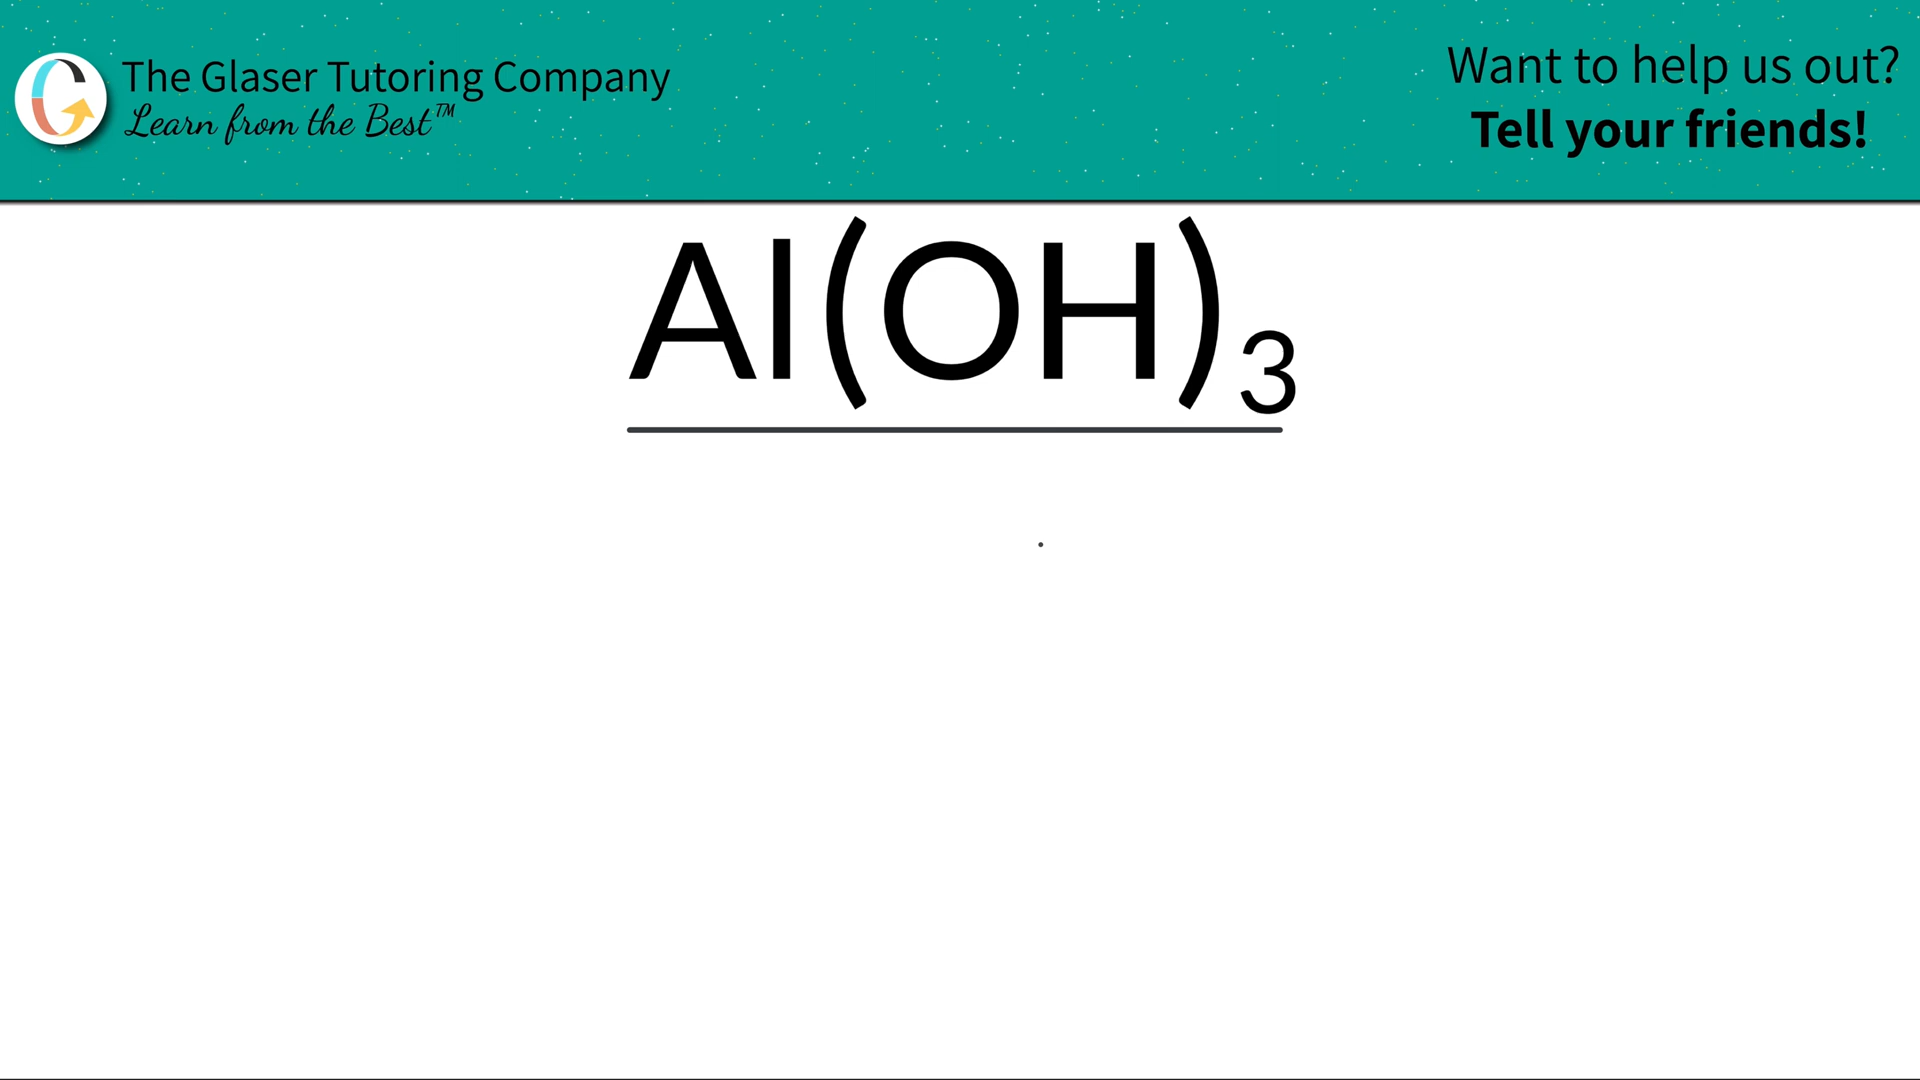 The Glaser Tutoring Company
Learn from the Best™
Want to help us out?
Tell your friends!
Al(OH)₃